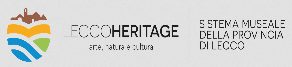 LECCOHERITAGE
arte, natura e cultura
SISTEMA MUSEALE
DELLA PROVINCIA
DI LECCO